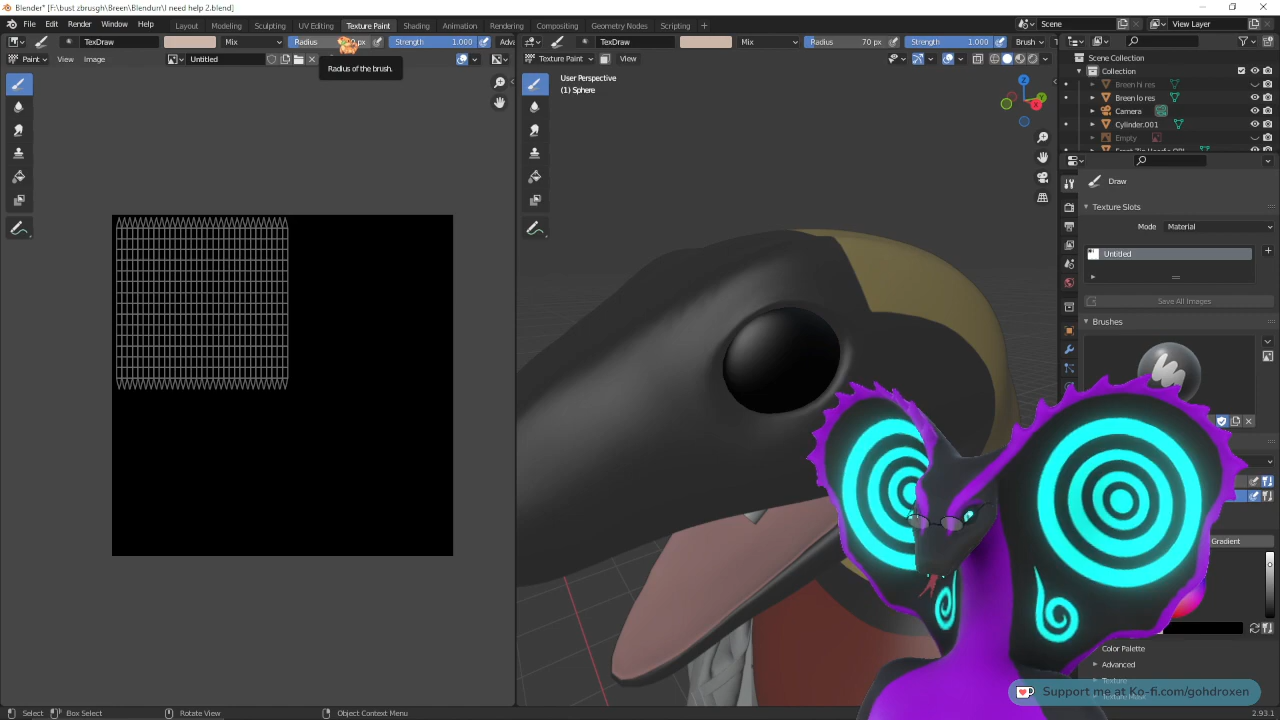 Blender* [F:\bust zbrusgh\Breen\Blendurr\I need help 2.blend]
File Edit Render Window Help Layout Modeling Sculpting UV Editing Texture Paint Shading Animation Rendering Compositing Geometry Nodes Scripting + Scene View Layer
TexDraw Mix Radius px Strength 1.000 TexDraw Mix Radius 70 px Strength 1.000 Brush
Paint View Image Untitled Texture Paint View
Radius of the brush.
User Perspective
(1) Sphere
Scene Collection
Collection
Breen hi res
Breen lo res
Camera
Cylinder.001
Empty
Draw
Texture Slots
Mode Material
Untitled
Save All Images
Brushes
Gradient
Color Palette
Advanced
Support me at Ko-fi.com/gohdroxen
Select Box Select Rotate View Object Context Menu 2.93.1